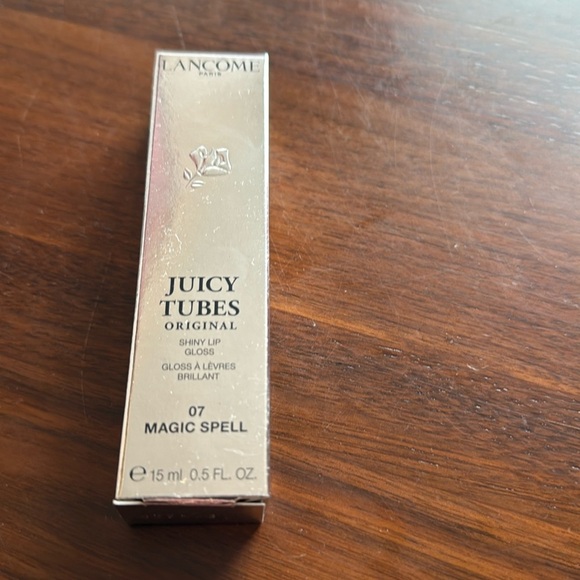 LANCOME
PARIS
JUICY
TUBES
ORIGINAL
SHINY LIP
GLOSS
GLOSS À LÈVRES
BRILLANT
07
MAGIC SPELL
℮ 15 ml 0.5 FL. OZ.